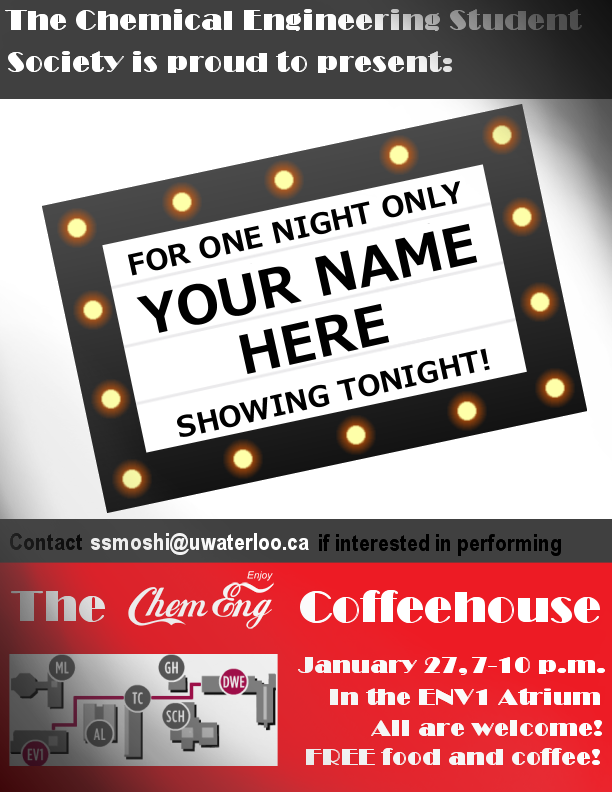 The Chemical Engineering Student
Society is proud to present:
FOR ONE NIGHT ONLY
YOUR NAME
HERE
SHOWING TONIGHT!
Contact ssmoshi@uwaterloo.ca if interested in performing
Enjoy
The Chem Eng Coffeehouse
January 27, 7-10 p.m.
In the ENV1 Atrium
All are welcome!
FREE food and coffee!
ML
GH
DWE
TC
SCH
AL
EV1